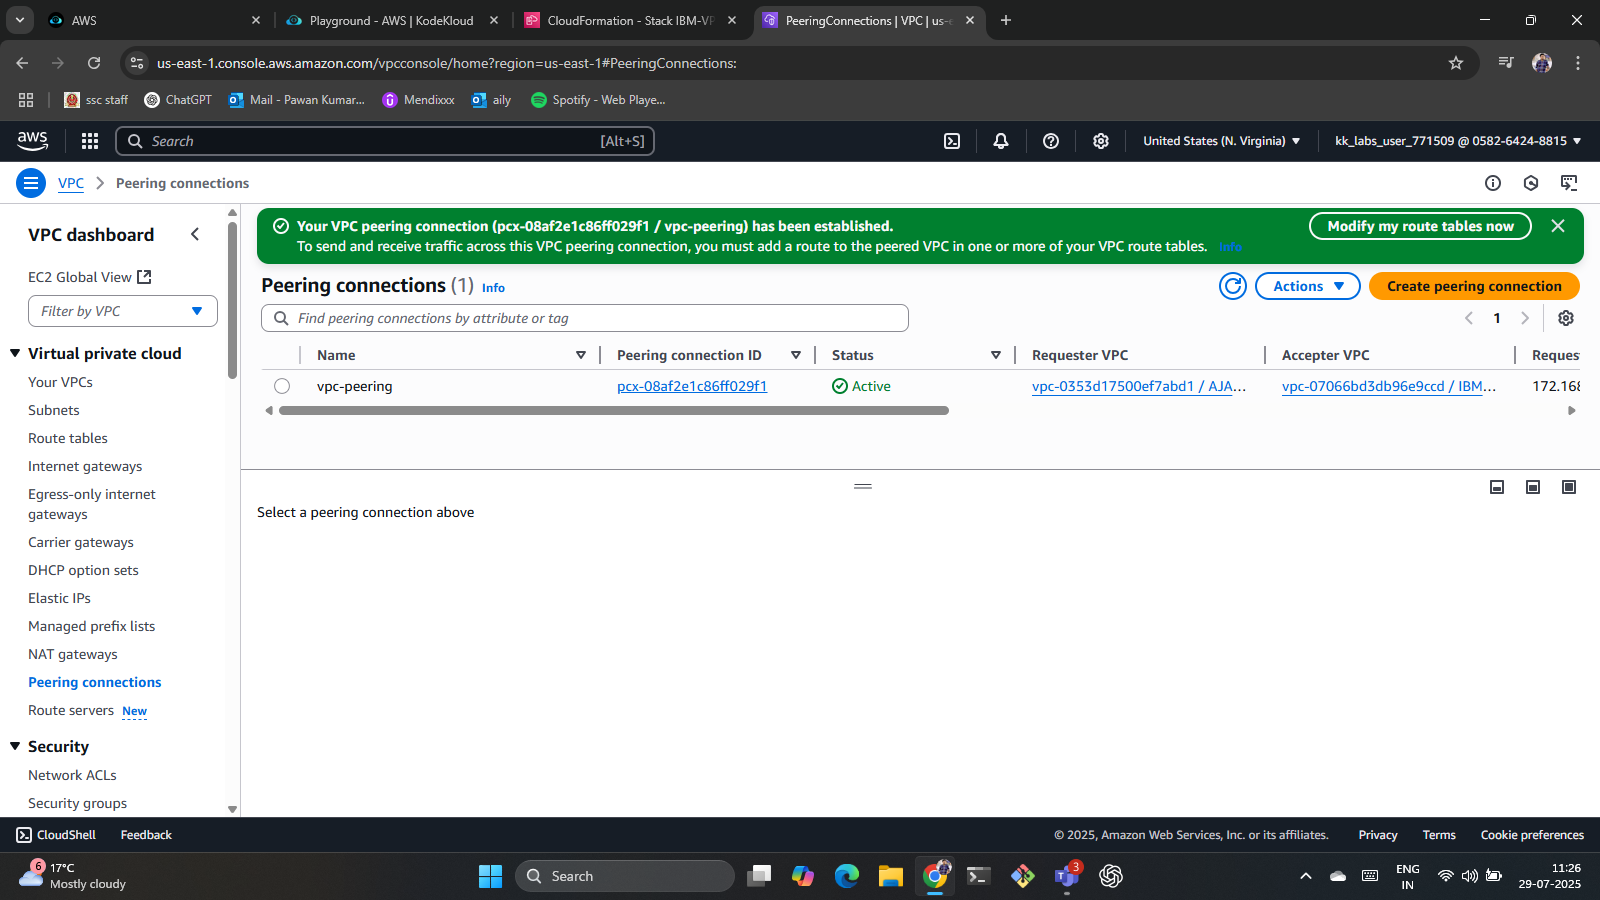 AWS
Playground - AWS | KodeKloud
CloudFormation - Stack IBM-VP
PeeringConnections | VPC | us-e
us-east-1.console.aws.amazon.com/vpcconsole/home?region=us-east-1#PeeringConnections:
ssc staff
ChatGPT
Mail - Pawan Kumar...
Mendixxx
aily
Spotify - Web Playe...
aws
Search
[Alt+S]
United States (N. Virginia)
kk_labs_user_771509 @ 0582-6424-8815
VPC
Peering connections
VPC dashboard
EC2 Global View
Filter by VPC
Virtual private cloud
Your VPCs
Subnets
Route tables
Internet gateways
Egress-only internet
gateways
Carrier gateways
DHCP option sets
Elastic IPs
Managed prefix lists
NAT gateways
Peering connections
Route servers New
Security
Network ACLs
Security groups
Your VPC peering connection (pcx-08af2e1c86ff029f1 / vpc-peering) has been established.
To send and receive traffic across this VPC peering connection, you must add a route to the peered VPC in one or more of your VPC route tables. Info
Modify my route tables now
Peering connections (1) Info
Actions
Create peering connection
Find peering connections by attribute or tag
1
Name
Peering connection ID
Status
Requester VPC
Accepter VPC
Reques
vpc-peering
pcx-08af2e1c86ff029f1
Active
vpc-0353d17500ef7abd1 / AJA...
vpc-07066bd3db96e9ccd / IBM...
172.168
Select a peering connection above
CloudShell
Feedback
© 2025, Amazon Web Services, Inc. or its affiliates.
Privacy
Terms
Cookie preferences
6
17°C
Mostly cloudy
Search
3
ENG
IN
11:26
29-07-2025